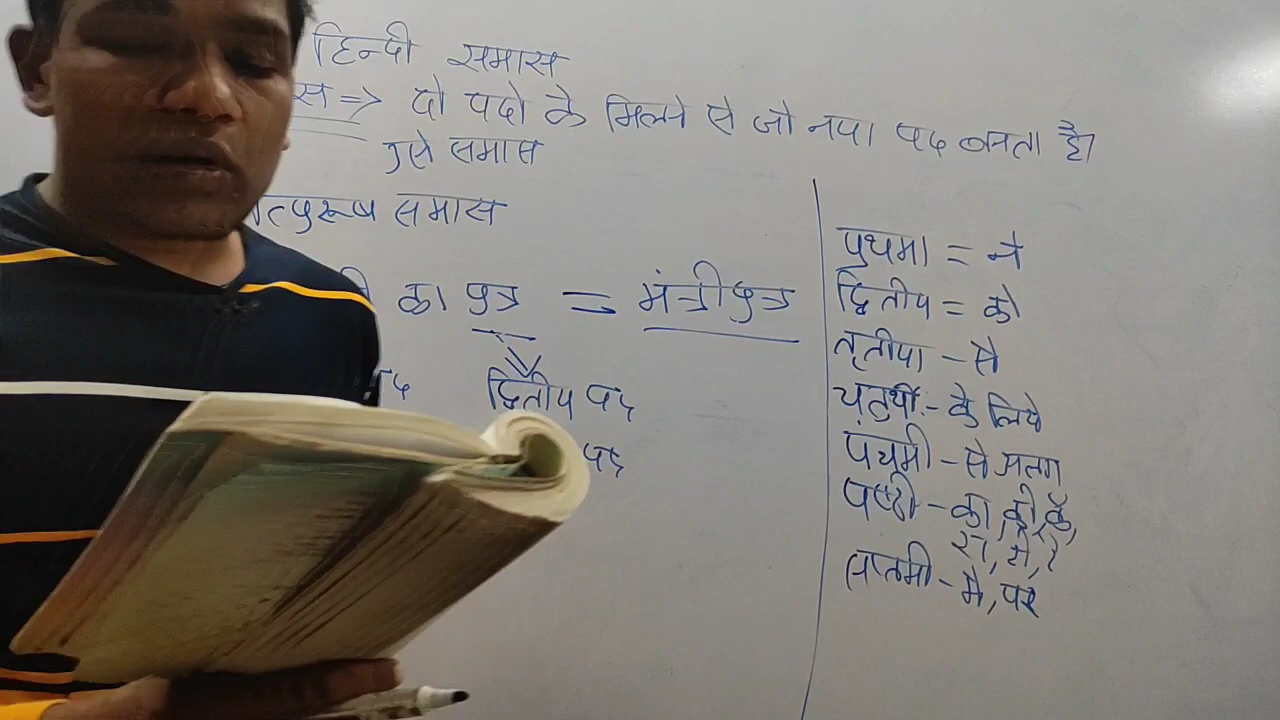 हिन्दी समास
स => दो पदो के मिलने से जो नया पद बनता है।
उसे समास
तत्पुरूष समास
का पुत्र = मंत्रीपुत्र
द्वितीय पद
पद
प्रथमा = ने
द्वितीय = को
तृतीया - से
चतुर्थी:- के लिये
पंचमी - से अलग
षष्ठी - का, की, के,
रा, री, रे
सप्तमी - मे, पर